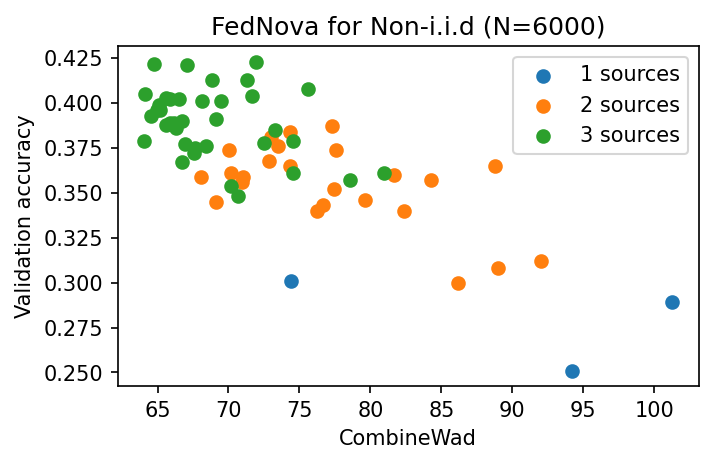 FedNova for Non-i.i.d (N=6000)
Validation accuracy
0.425
0.400
0.375
0.350
0.325
0.300
0.275
0.250
1 sources
2 sources
3 sources
65 70 75 80 85 90 95 100
CombineWad